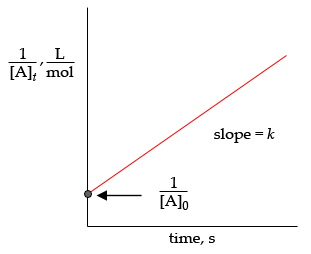 1/[A]t, L/mol
slope = k
1/[A]0
time, s